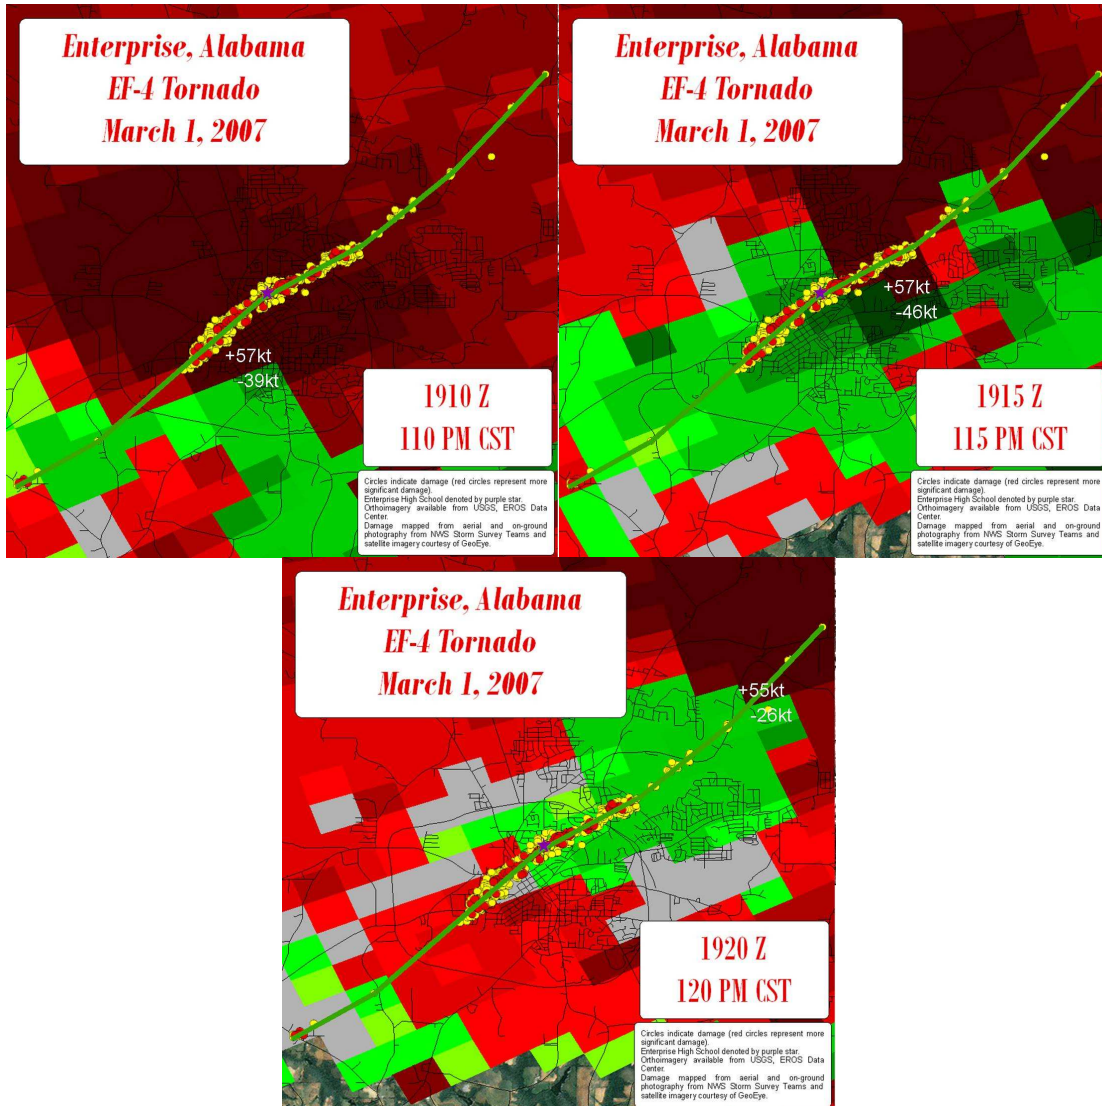 Enterprise, Alabama
EF-4 Tornado
March 1, 2007
+57kt
-39kt
1910 Z
110 PM CST
Circles indicate damage (red circles represent more
significant damage).
Enterprise High School denoted by purple star.
Orthoimagery available from USGS, EROS Data
Center.
Damage mapped from aerial and on-ground
photography from NWS Storm Survey Teams and
satellite imagery courtesy of GeoEye.
Enterprise, Alabama
EF-4 Tornado
March 1, 2007
+57kt
-46kt
1915 Z
115 PM CST
Circles indicate damage (red circles represent more
significant damage).
Enterprise High School denoted by purple star.
Orthoimagery available from USGS, EROS Data
Center.
Damage mapped from aerial and on-ground
photography from NWS Storm Survey Teams and
satellite imagery courtesy of GeoEye.
Enterprise, Alabama
EF-4 Tornado
March 1, 2007
+55kt
-26kt
1920 Z
120 PM CST
Circles indicate damage (red circles represent more
significant damage).
Enterprise High School denoted by purple star.
Orthoimagery available from USGS, EROS Data
Center.
Damage mapped from aerial and on-ground
photography from NWS Storm Survey Teams and
satellite imagery courtesy of GeoEye.